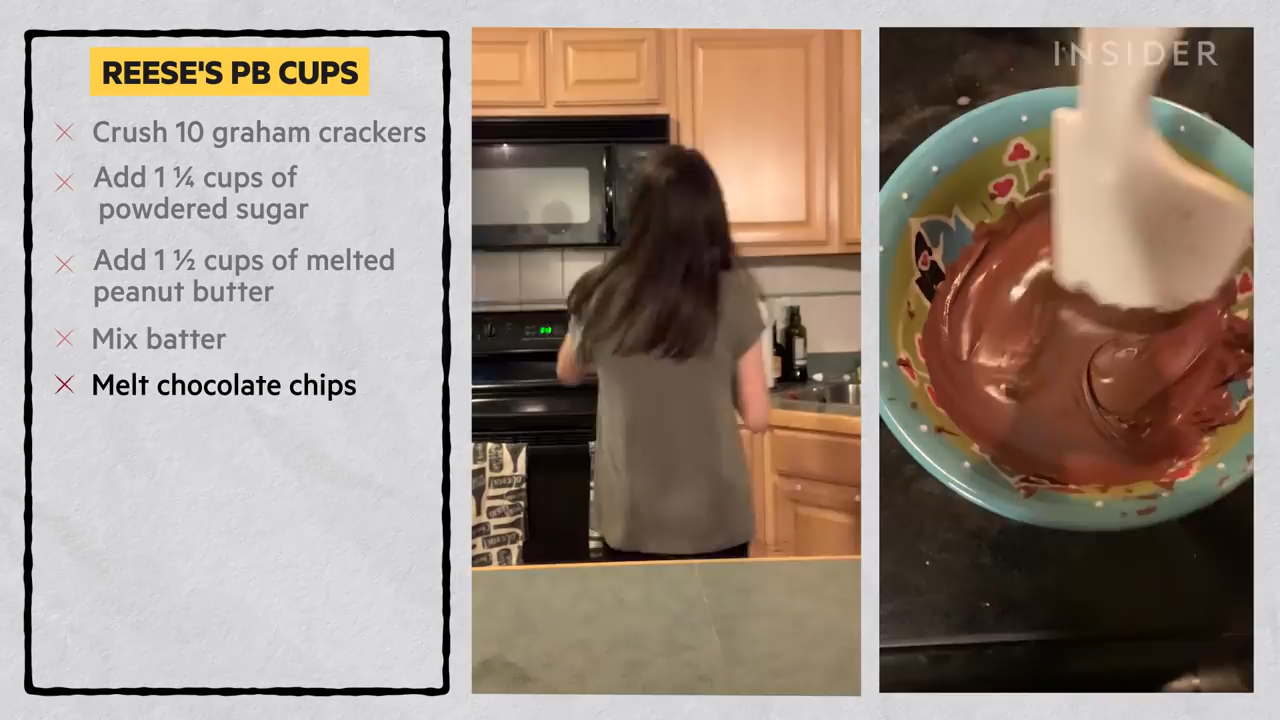 REESE'S PB CUPS
Crush 10 graham crackers
Add 1 ¼ cups of
powdered sugar
Add 1 ½ cups of melted
peanut butter
Mix batter
Melt chocolate chips
INSIDER